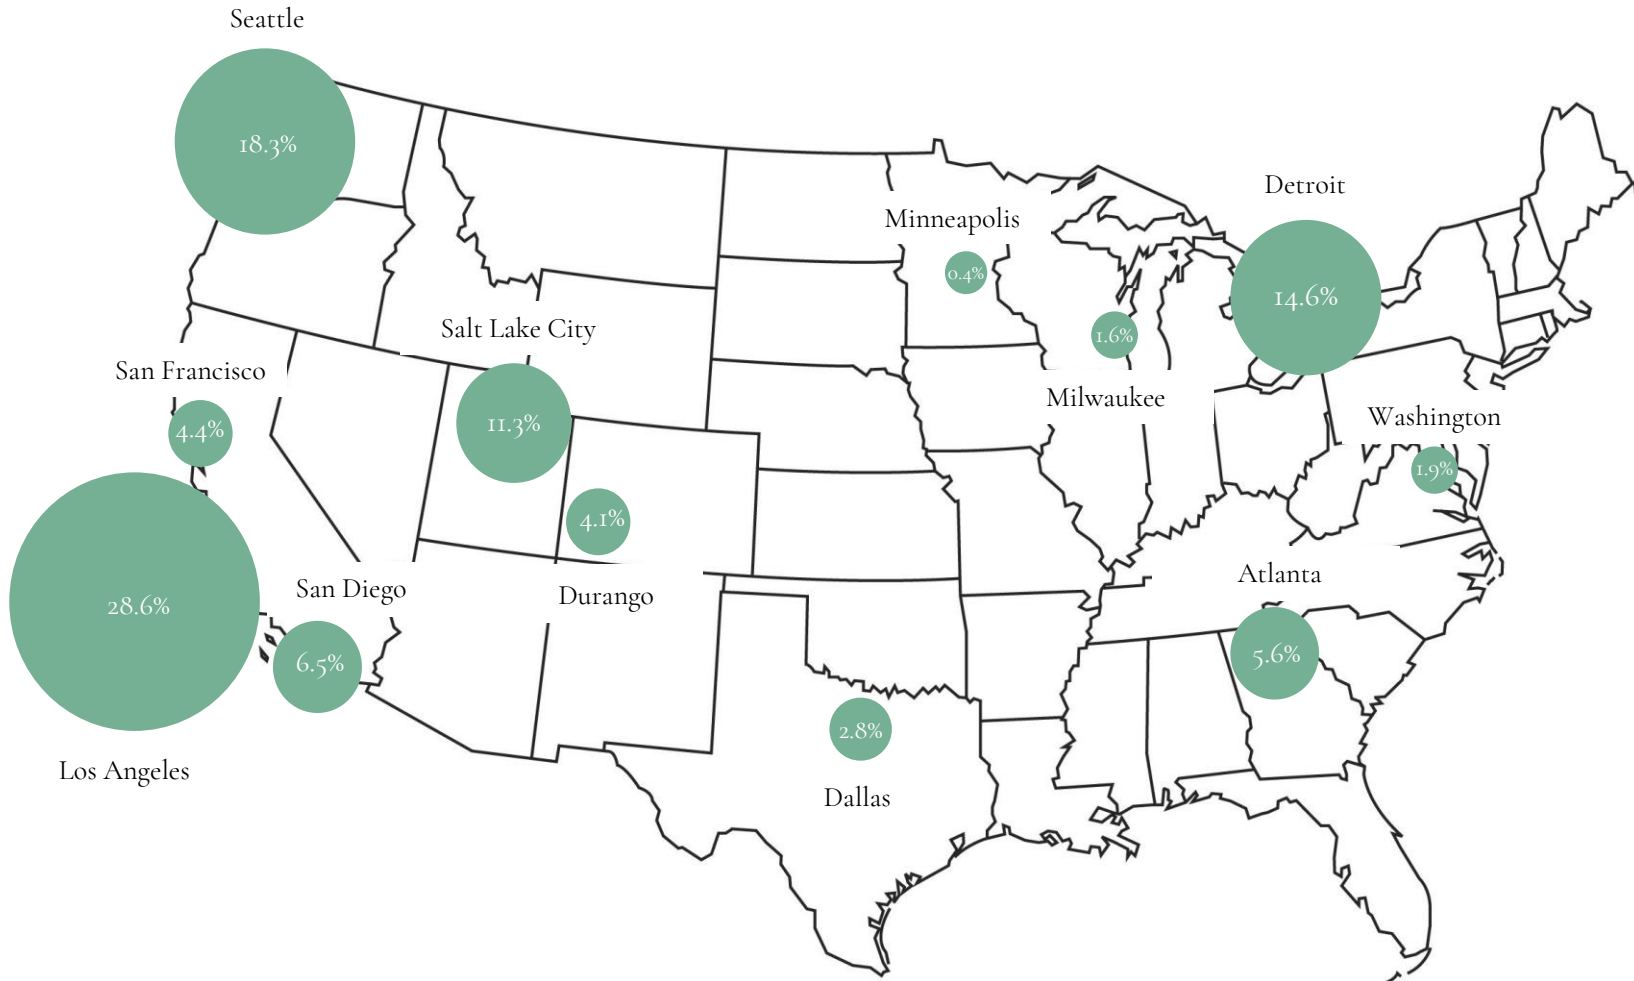 Seattle
18.3%
Detroit
14.6%
Minneapolis
0.4%
Salt Lake City
11.3%
1.6%
Milwaukee
San Francisco
4.4%
Washington
1.9%
28.6%
Los Angeles
San Diego
6.5%
4.1%
Durango
Atlanta
5.6%
2.8%
Dallas